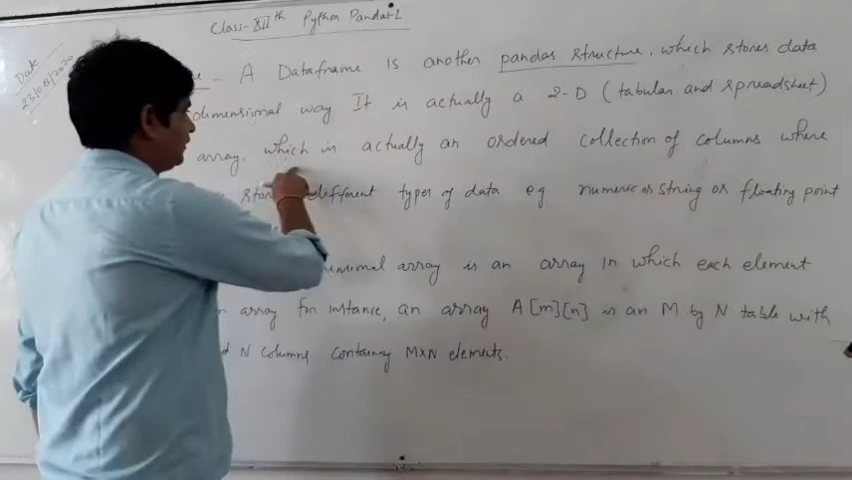 Class-XIIth Python Pandas-1
Date
23/08/2020
- A Dataframe is another pandas structure, which stores data
dimensional way It is actually a 2-D (tabular and spreadsheet)
array, which is actually an ordered collection of columns where
different types of data eg numeric or string or floating point
array is an array in which each element
array for instance, an array A[m][n] is an M by N table with
N columns containing MXN elements.